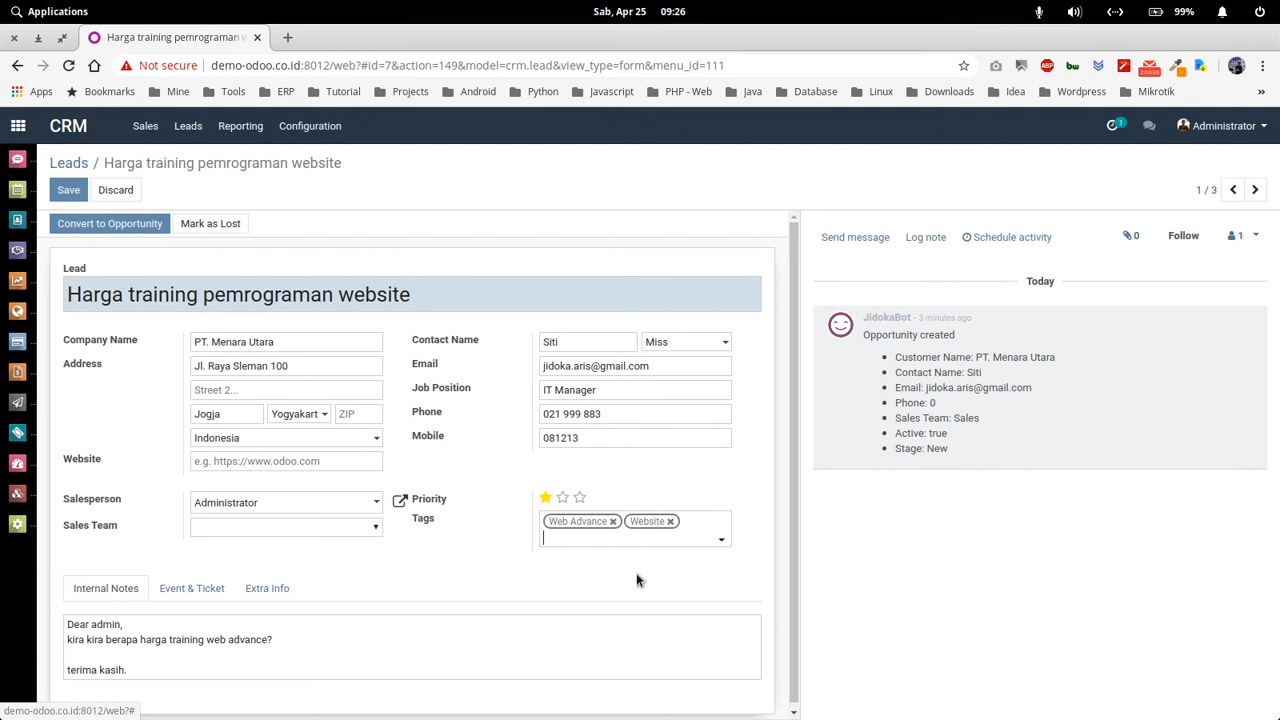 Applications
Sab, Apr 25 09:26
99%
Harga training pemrograman w
Not secure demo-odoo.co.id:8012/web?#id=7&action=149&model=crm.lead&view_type=form&menu_id=111
ABP bw 26036
Apps Bookmarks Mine Tools ERP Tutorial Projects Android Python Javascript PHP - Web Java Database Linux Downloads Idea Wordpress Mikrotik »
CRM Sales Leads Reporting Configuration 1 Administrator
Leads / Harga training pemrograman website
Save Discard 1 / 3
Convert to Opportunity Mark as Lost
Send message Log note Schedule activity 0 Follow 1
Lead
Harga training pemrograman website
Company Name PT. Menara Utara
Contact Name Siti Miss
Address Jl. Raya Sleman 100
Email jidoka.aris@gmail.com
Street 2...
Job Position IT Manager
Jogja Yogyakart ZIP
Phone 021 999 883
Indonesia
Mobile 081213
Website e.g. https://www.odoo.com
Salesperson Administrator
Priority
Sales Team
Tags Web Advance Website
Internal Notes Event & Ticket Extra Info
Dear admin,
kira kira berapa harga training web advance?
terima kasih.
Today
JidokaBot - 3 minutes ago
Opportunity created
Customer Name: PT. Menara Utara
Contact Name: Siti
Email: jidoka.aris@gmail.com
Phone: 0
Sales Team: Sales
Active: true
Stage: New
demo-odoo.co.id:8012/web?#